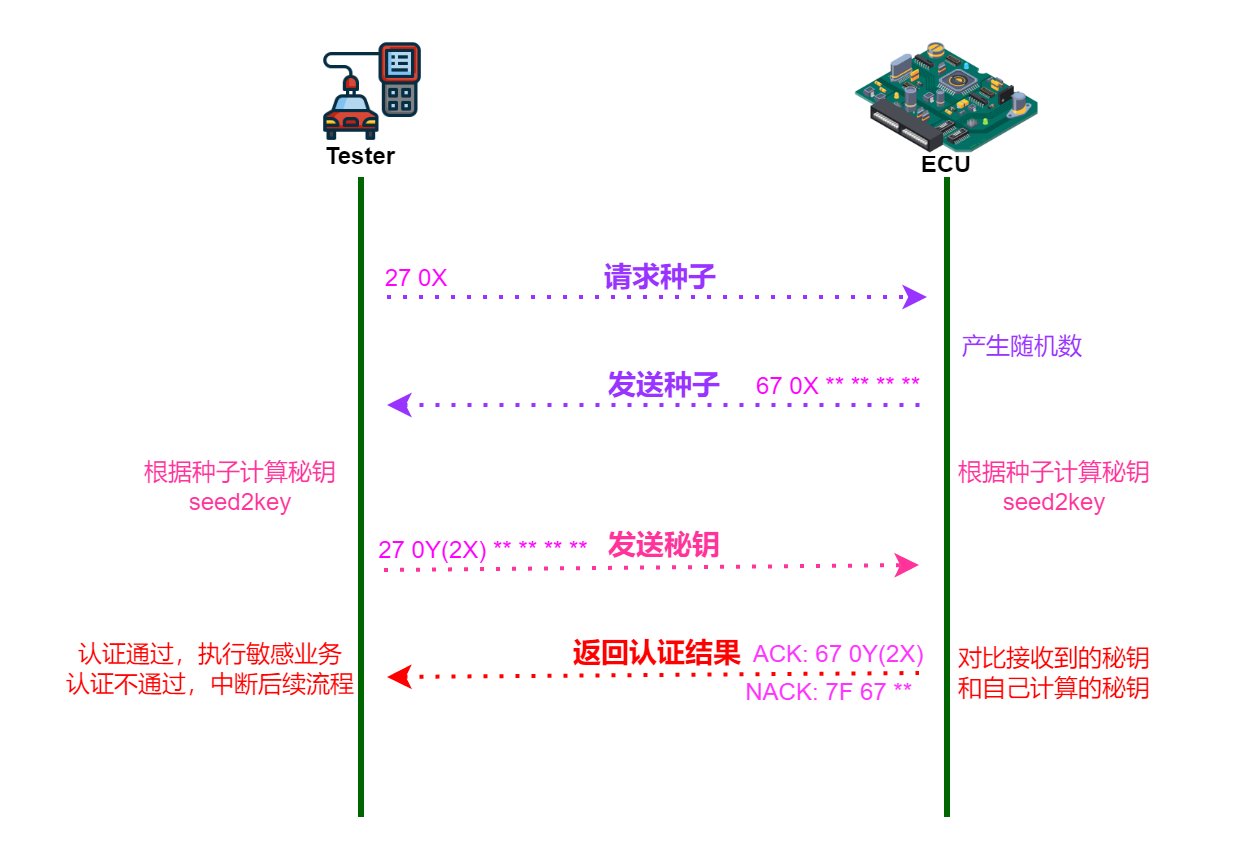 Tester
ECU
27 0X
请求种子
产生随机数
发送种子
67 0X ** ** ** **
根据种子计算秘钥
seed2key
根据种子计算秘钥
seed2key
27 0Y(2X) ** ** ** **
发送秘钥
认证通过，执行敏感业务
认证不通过，中断后续流程
返回认证结果
ACK: 67 0Y(2X)
NACK: 7F 67 **
对比接收到的秘钥
和自己计算的秘钥